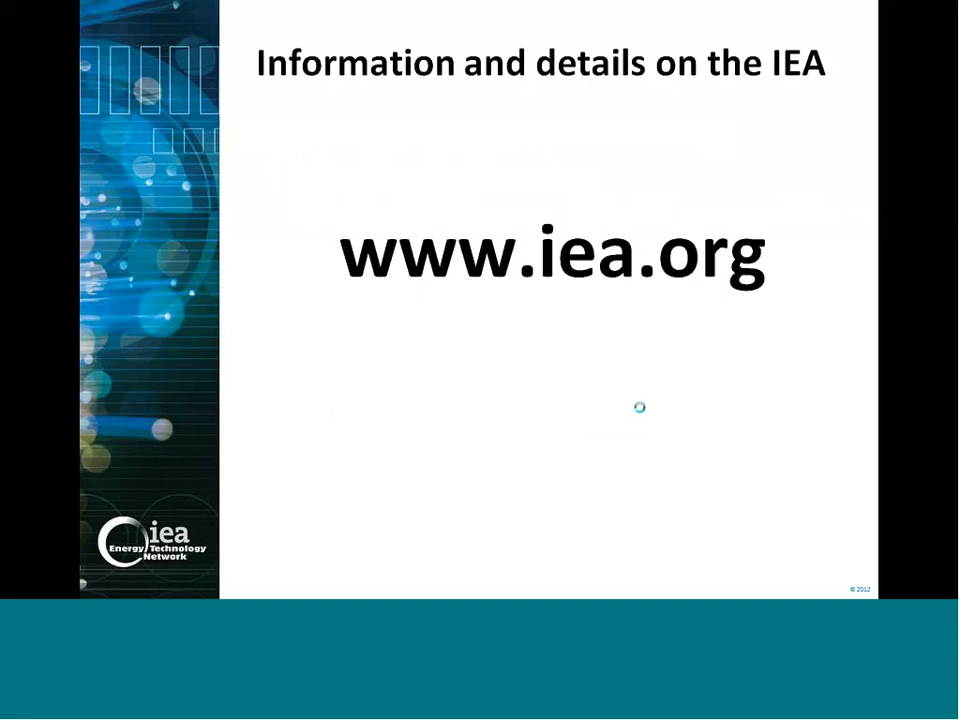 Information and details on the IEA
www.iea.org
iea
Energy Technology
Network
© 2012